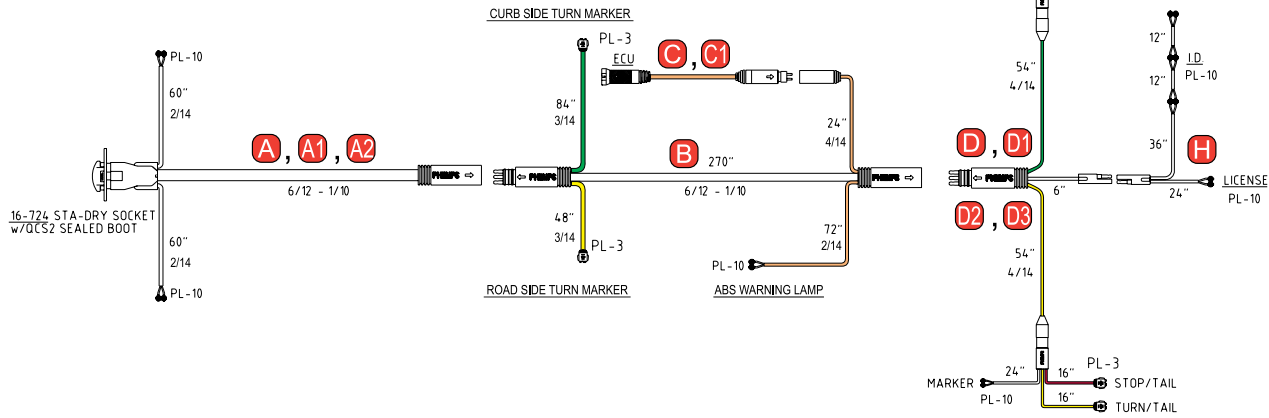 CURB SIDE TURN MARKER
PL-10
60"
2/14
A , A1 , A2
6/12 - 1/10
PHILLIPS
16-724 STA-DRY SOCKET
w/QCS2 SEALED BOOT
60"
2/14
PL-10
PL-3
ECU
C , C1
84"
3/14
PHILLIPS
B
270"
6/12 - 1/10
24"
4/14
PHILLIPS
48"
3/14
PL-3
ROAD SIDE TURN MARKER
72"
2/14
PL-10
ABS WARNING LAMP
54"
4/14
12"
I.D.
12"
PL-10
D , D1
36"
H
PHILLIPS
6"
24"
LICENSE
PL-10
D2 , D3
54"
4/14
MARKER
24"
PL-10
16"
PL-3
STOP/TAIL
16"
TURN/TAIL